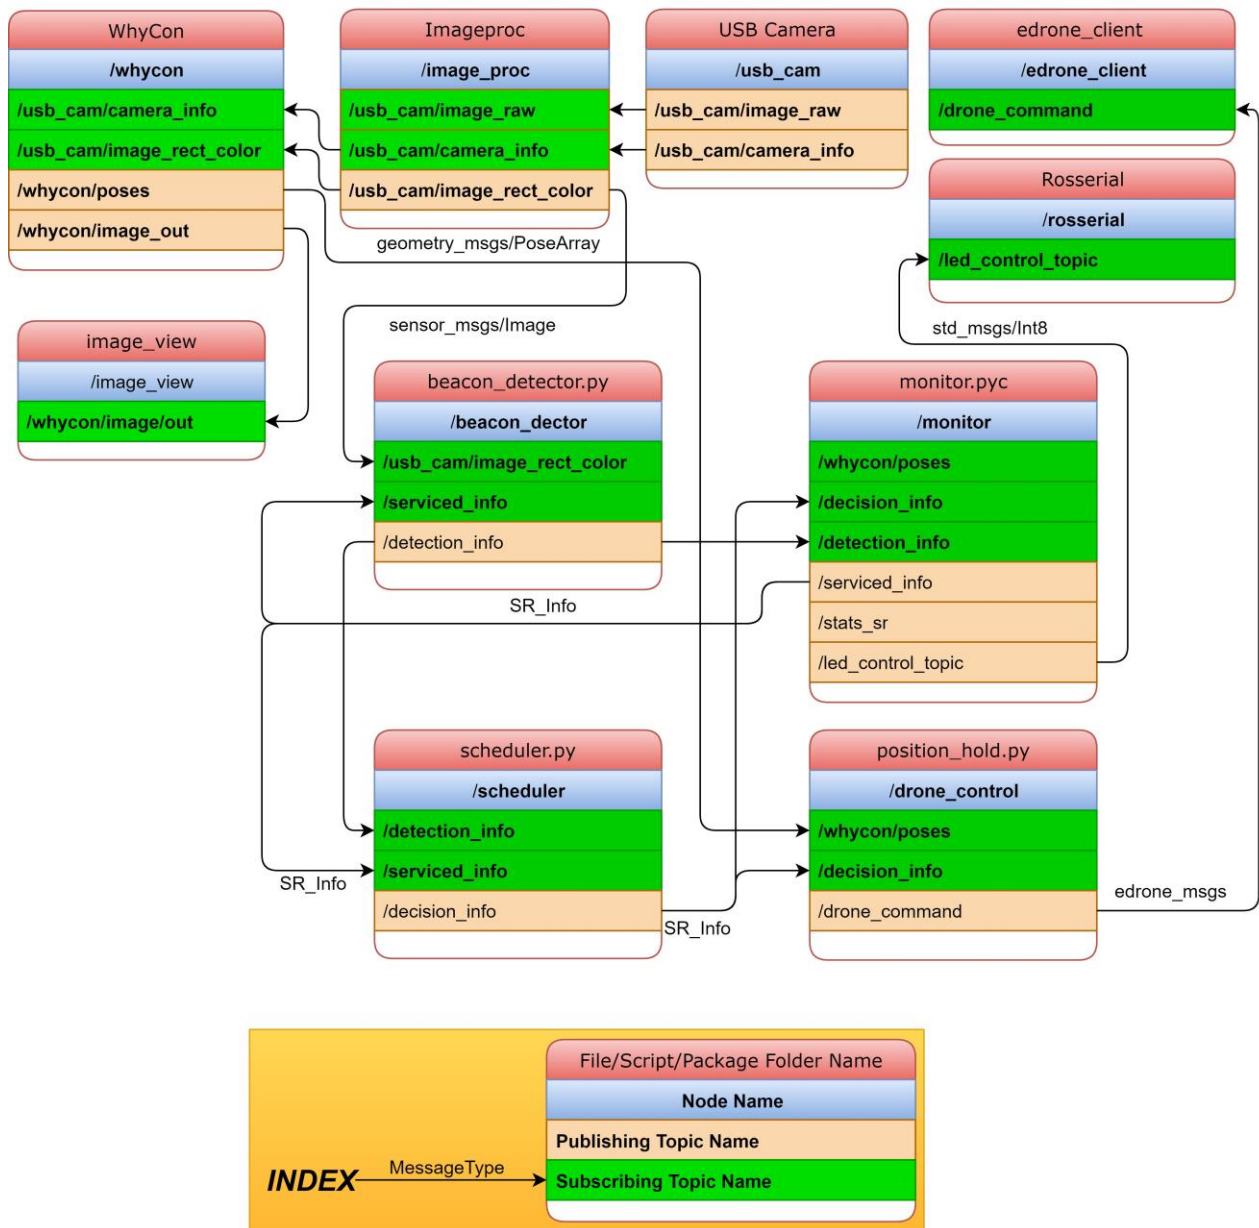 WhyCon
/whycon
/usb_cam/camera_info
/usb_cam/image_rect_color
/whycon/poses
/whycon/image_out
Imageproc
/image_proc
/usb_cam/image_raw
/usb_cam/camera_info
/usb_cam/image_rect_color
USB Camera
/usb_cam
/usb_cam/image_raw
/usb_cam/camera_info
edrone_client
/edrone_client
/drone_command
Rosserial
/rosserial
/led_control_topic
geometry_msgs/PoseArray
sensor_msgs/Image
std_msgs/Int8
image_view
/image_view
/whycon/image/out
beacon_detector.py
/beacon_dector
/usb_cam/image_rect_color
/serviced_info
/detection_info
SR_Info
monitor.pyc
/monitor
/whycon/poses
/decision_info
/detection_info
/serviced_info
/stats_sr
/led_control_topic
scheduler.py
/scheduler
/detection_info
/serviced_info
/decision_info
SR_Info
SR_Info
position_hold.py
/drone_control
/whycon/poses
/decision_info
/drone_command
edrone_msgs
INDEX
MessageType
File/Script/Package Folder Name
Node Name
Publishing Topic Name
Subscribing Topic Name